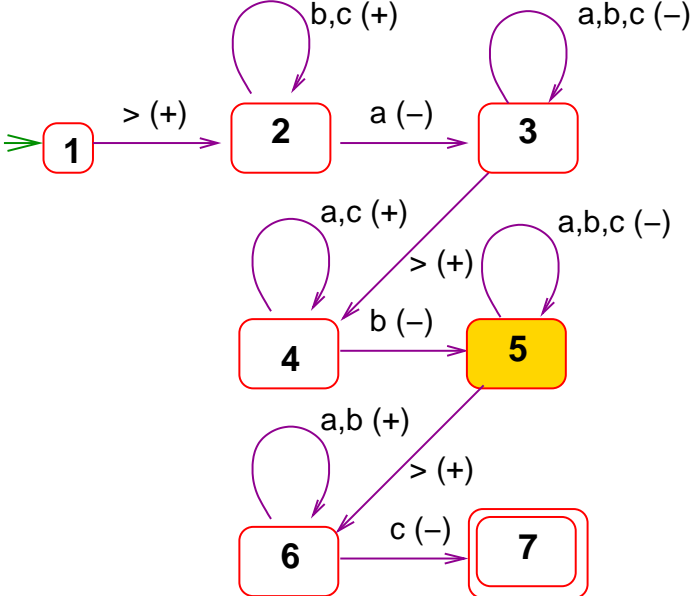 b,c (+)
a,b,c (–)
> (+)
a (–)
1
2
3
a,c (+)
a,b,c (–)
> (+)
b (–)
4
5
a,b (+)
> (+)
c (–)
6
7